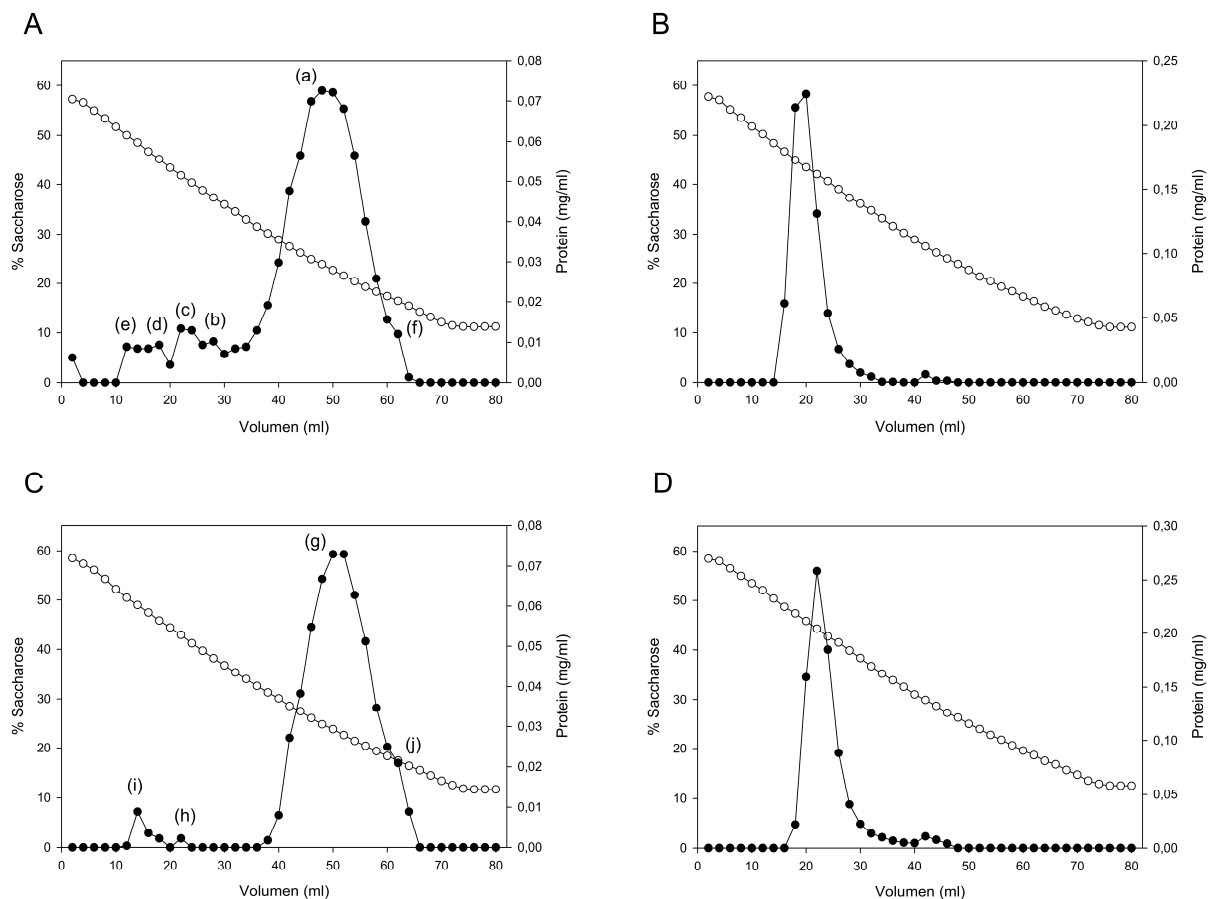 A
60
50
40
30
20
10
0
% Saccharose
0,08
0,07
0,06
0,05
0,04
0,03
0,02
0,01
0,00
Protein (mg/ml)
(a)
(e)
(d)
(c)
(b)
(f)
0 10 20 30 40 50 60 70 80
Volumen (ml)
B
60
50
40
30
20
10
0
% Saccharose
0,25
0,20
0,15
0,10
0,05
0,00
Protein (mg/ml)
0 10 20 30 40 50 60 70 80
Volumen (ml)
C
60
50
40
30
20
10
0
% Saccharose
0,08
0,07
0,06
0,05
0,04
0,03
0,02
0,01
0,00
Protein (mg/ml)
(g)
(i)
(h)
(j)
0 10 20 30 40 50 60 70 80
Volumen (ml)
D
60
50
40
30
20
10
0
% Saccharose
0,30
0,25
0,20
0,15
0,10
0,05
0,00
Protein (mg/ml)
0 10 20 30 40 50 60 70 80
Volumen (ml)